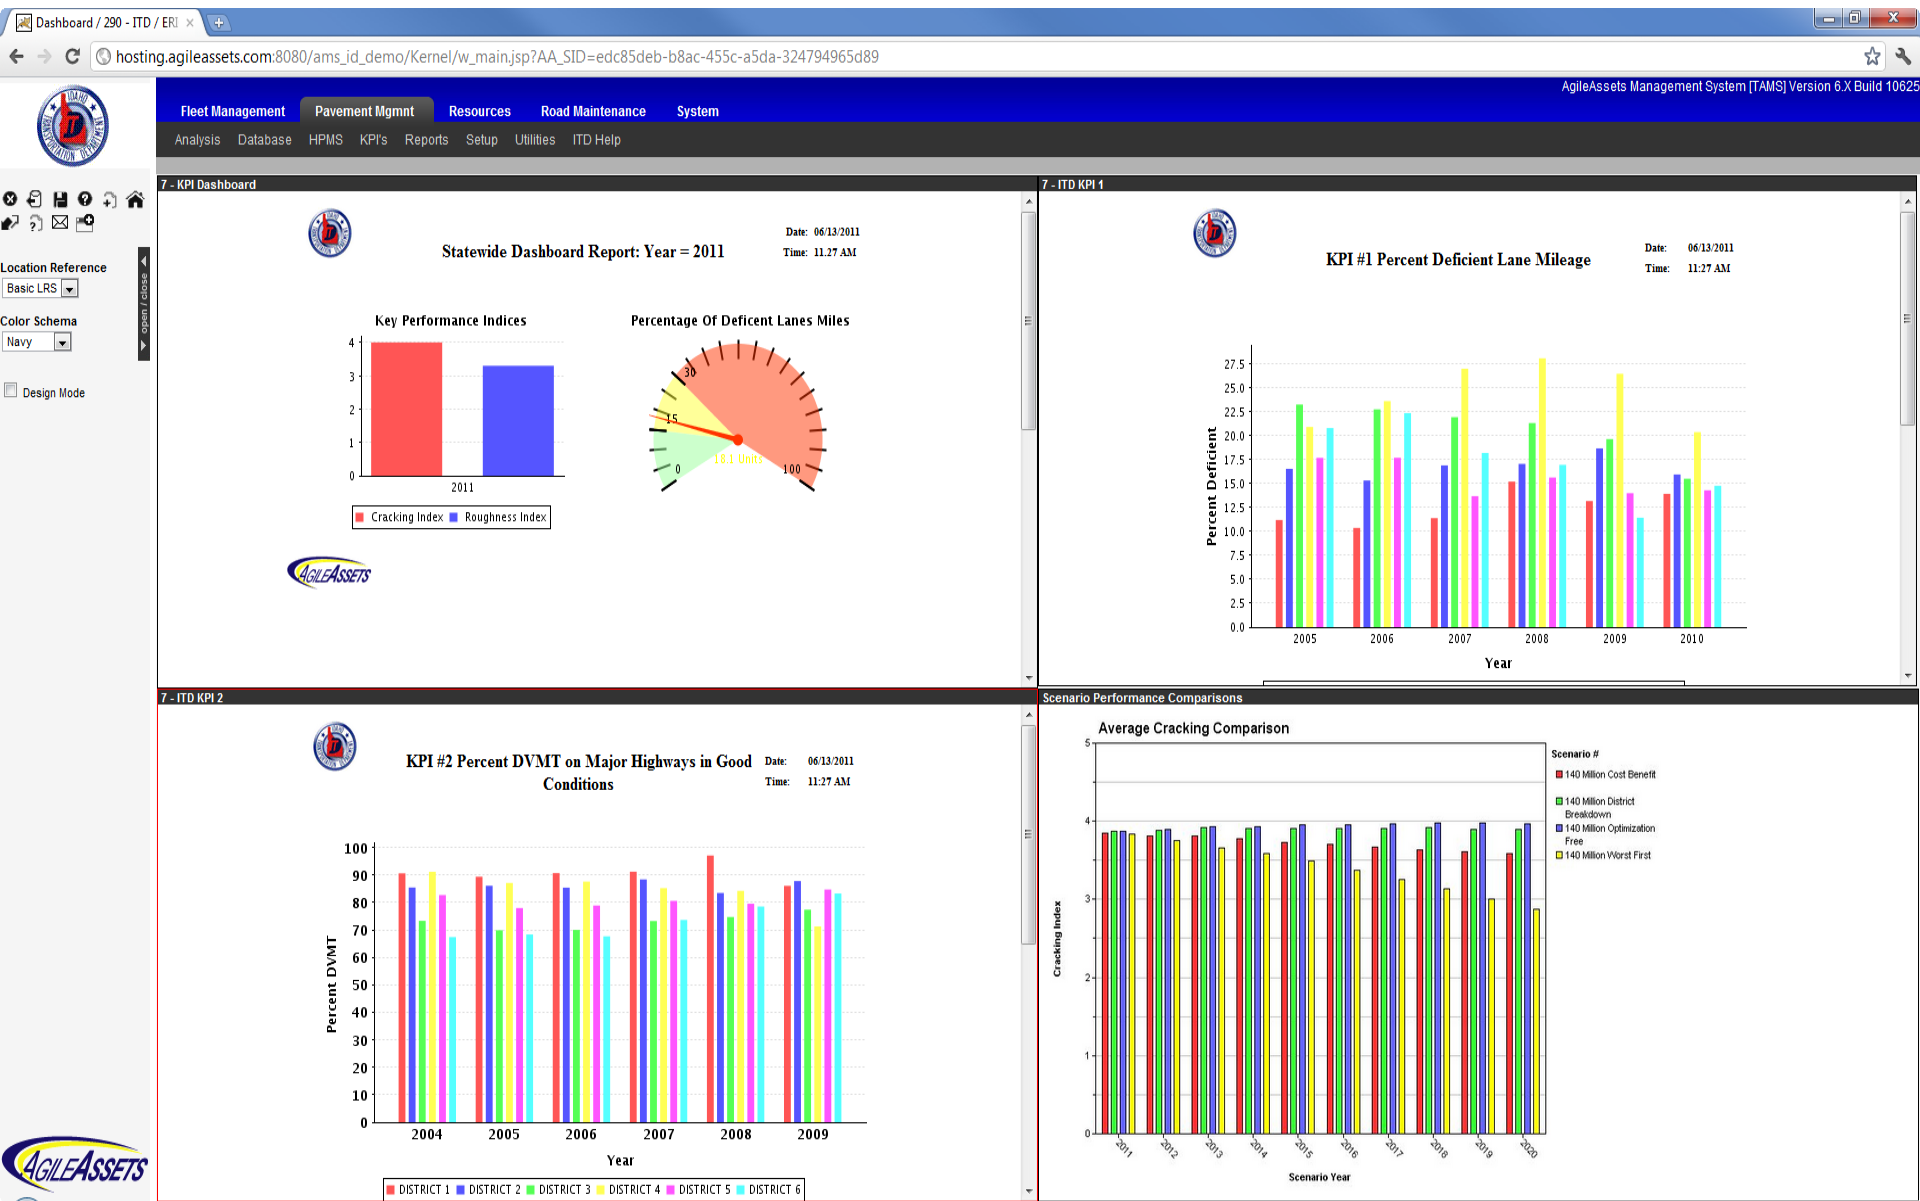 Dashboard / 290 - ITD / ERI
hosting.agileassets.com:8080/ams_id_demo/Kernel/w_main.jsp?AA_SID=edc85deb-b8ac-455c-a5da-324794965d89
AgileAssets Management System [TAMS] Version 6.X Build 10625
Fleet Management Pavement Mgmnt Resources Road Maintenance System
Analysis Database HPMS KPI's Reports Setup Utilities ITD Help
IDAHO TRANSPORTATION DEPARTMENT
Location Reference
Basic LRS
Color Schema
Navy
Design Mode
open / close
AGILEASSETS
7 - KPI Dashboard
Statewide Dashboard Report: Year = 2011
Date: 06/13/2011
Time: 11.27 AM
Key Performance Indices
4
3
2
1
0
2011
Cracking Index Roughness Index
Percentage Of Deficent Lanes Miles
30
15
0
100
18.1 Units
AGILEASSETS
7 - ITD KPI 1
KPI #1 Percent Deficient Lane Mileage
Date: 06/13/2011
Time: 11:27 AM
Percent Deficient
27.5
25.0
22.5
20.0
17.5
15.0
12.5
10.0
7.5
5.0
2.5
0.0
2005 2006 2007 2008 2009 2010
Year
7 - ITD KPI 2
KPI #2 Percent DVMT on Major Highways in Good
Conditions
Date: 06/13/2011
Time: 11:27 AM
Percent DVMT
100
90
80
70
60
50
40
30
20
10
0
2004 2005 2006 2007 2008 2009
Year
DISTRICT 1 DISTRICT 2 DISTRICT 3 DISTRICT 4 DISTRICT 5 DISTRICT 6
Scenario Performance Comparisons
Average Cracking Comparison
Cracking Index
5
4
3
2
1
0
2011 2012 2013 2014 2015 2016 2017 2018 2019 2020
Scenario Year
Scenario #
140 Million Cost Benefit
140 Million District
Breakdown
140 Million Optimization
Free
140 Million Worst First